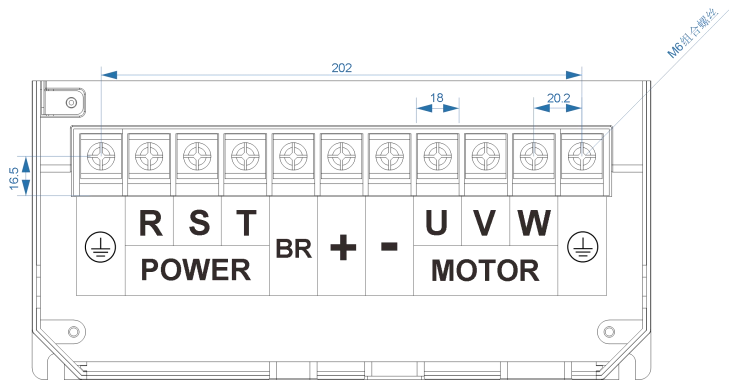 M6组合螺丝
202
18
20.2
16.5
R S T
BR
+
-
U V W
POWER
MOTOR